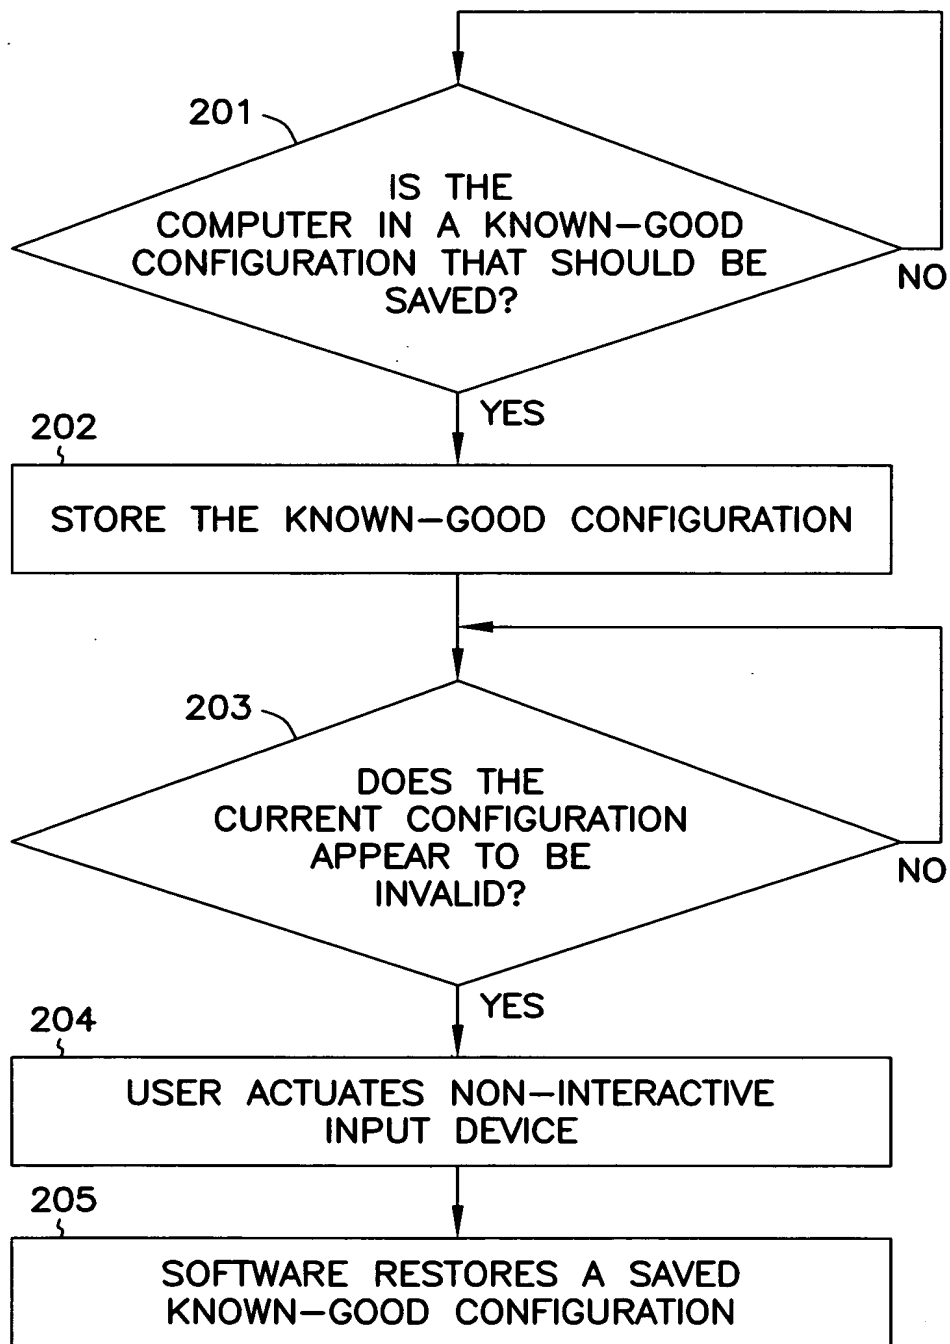 201
IS THE
COMPUTER IN A KNOWN-GOOD
CONFIGURATION THAT SHOULD BE
SAVED?
NO
YES
202
STORE THE KNOWN-GOOD CONFIGURATION
203
DOES THE
CURRENT CONFIGURATION
APPEAR TO BE
INVALID?
NO
YES
204
USER ACTUATES NON-INTERACTIVE
INPUT DEVICE
205
SOFTWARE RESTORES A SAVED
KNOWN-GOOD CONFIGURATION